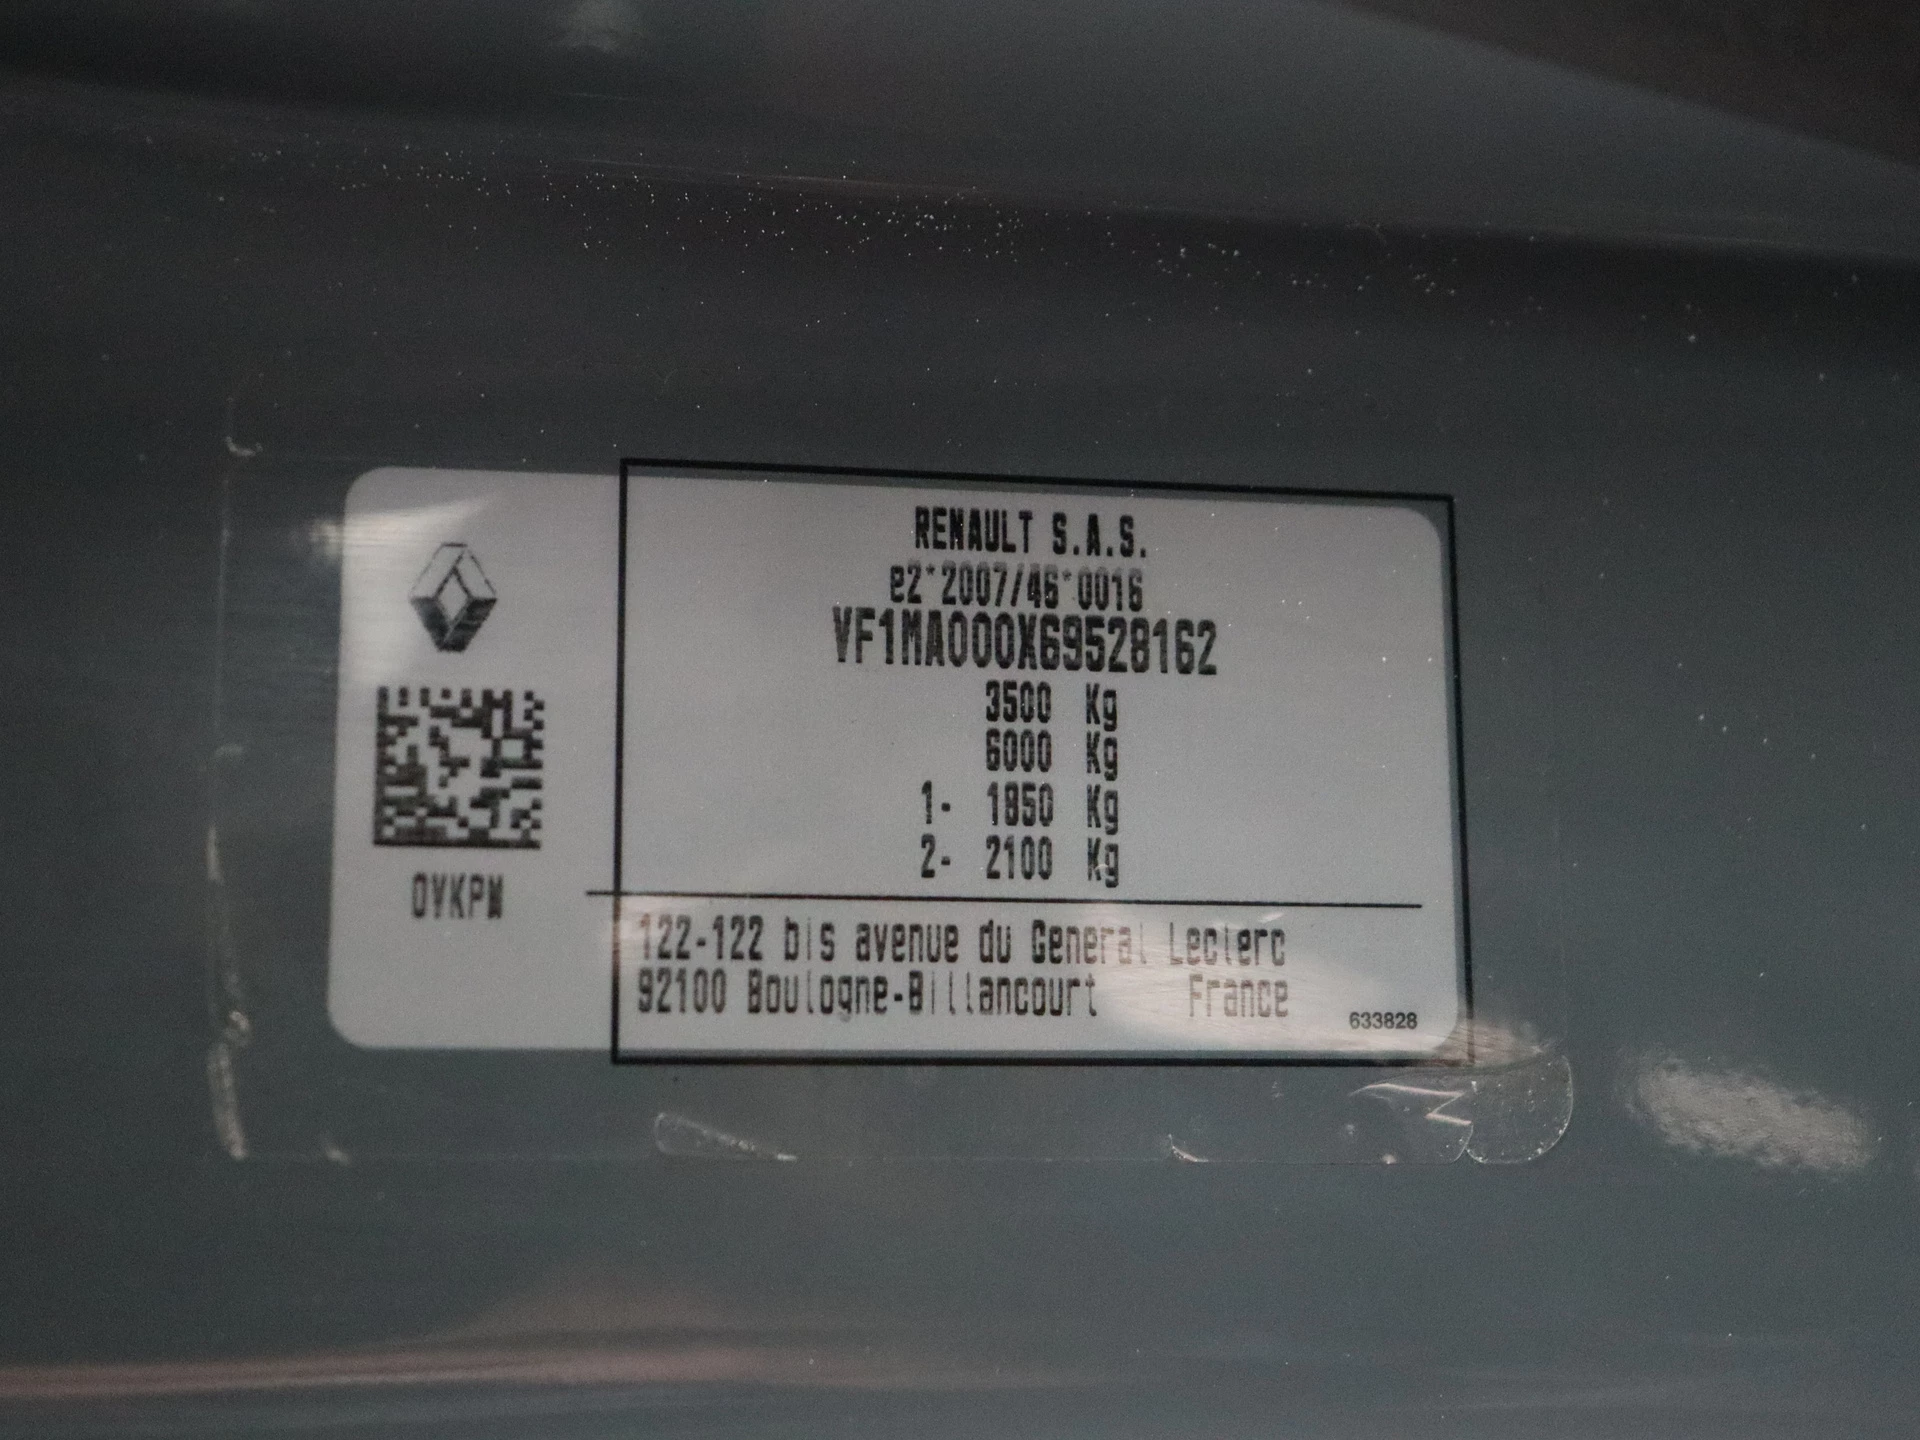 RENAULT S.A.S.
e2*2007/46*0016
VF1MA000X69528162
3500 Kg
6000 Kg
1- 1850 Kg
2- 2100 Kg
OVKPW
122-122 bis avenue du General Leclerc
92100 Boulogne-Billancourt France
633828